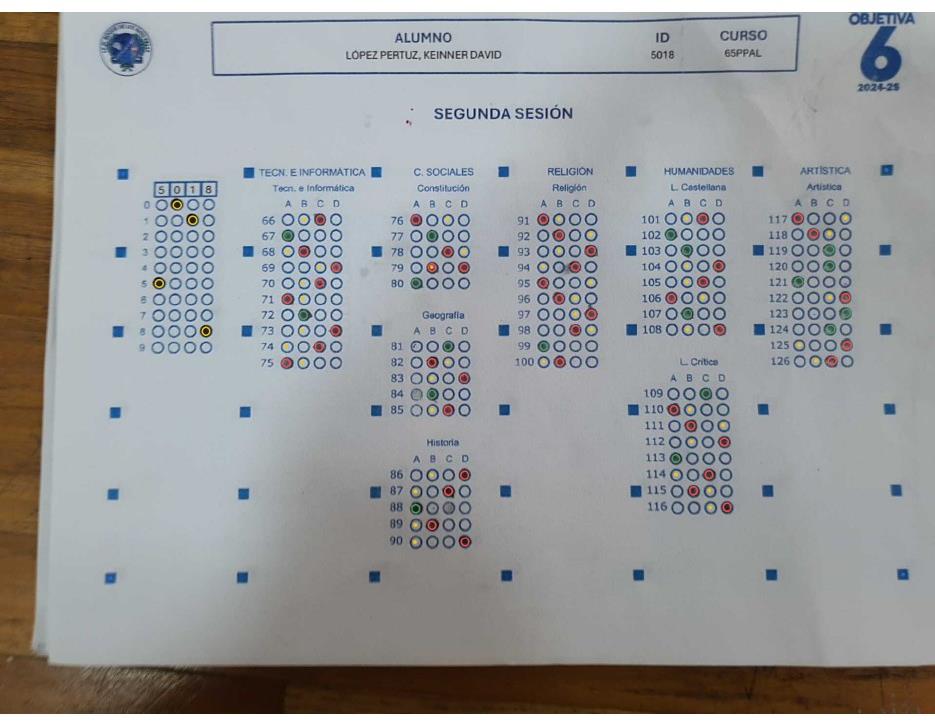 ALUMNO ID CURSO
LÓPEZ PERTUZ, KEINNER DAVID 5018 65PPAL
OBJETIVA
6
2024-25
SEGUNDA SESIÓN
5 0 1 8
0
1
2
3
4
5
6
7
8
9
TECN. E INFORMÁTICA
Tecn. e Informática
A B C D
66
67
68
69
70
71
72
73
74
75
C. SOCIALES
Constitución
A B C D
76
77
78
79
80
Geografía
A B C D
81
82
83
84
85
Historia
A B C D
86
87
88
89
90
RELIGIÓN
Religión
A B C D
91
92
93
94
95
96
97
98
99
100
HUMANIDADES
L. Castellana
A B C D
101
102
103
104
105
106
107
108
L. Crítica
A B C D
109
110
111
112
113
114
115
116
ARTÍSTICA
Artística
A B C D
117
118
119
120
121
122
123
124
125
126